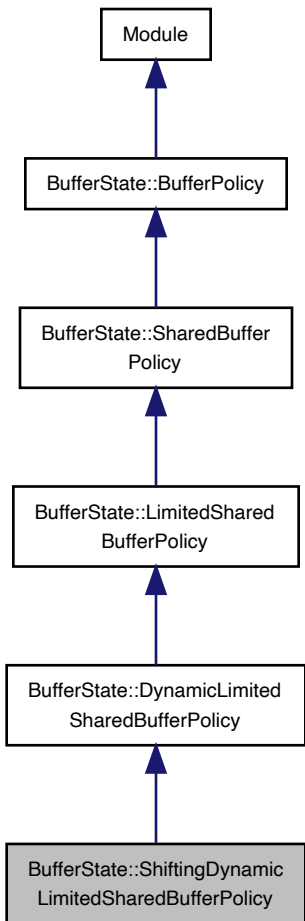 Module
BufferState::BufferPolicy
BufferState::SharedBuffer
Policy
BufferState::LimitedShared
BufferPolicy
BufferState::DynamicLimited
SharedBufferPolicy
BufferState::ShiftingDynamic
LimitedSharedBufferPolicy